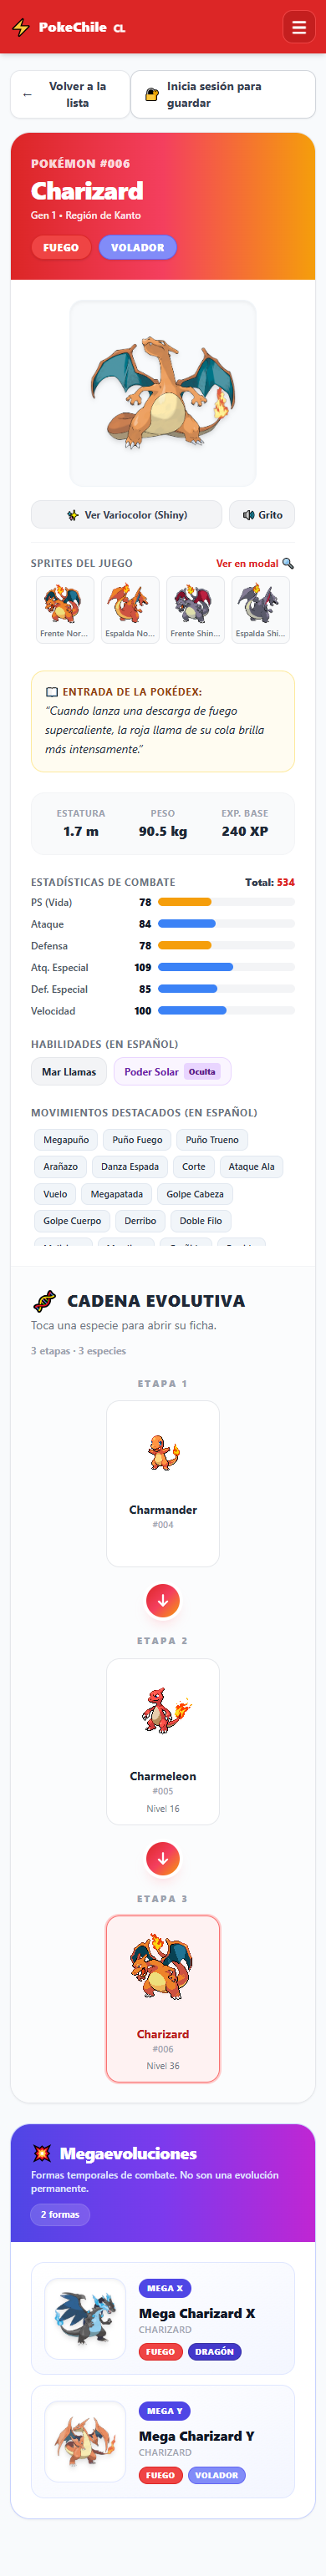 PokeChile CL
← Volver a la lista
Inicia sesión para guardar
POKÉMON #006
Charizard
Gen 1 • Región de Kanto
FUEGO VOLADOR
Ver Variocolor (Shiny) Grito
SPRITES DEL JUEGO Ver en modal
Frente Nor... Espalda No... Frente Shin... Espalda Shi...
ENTRADA DE LA POKÉDEX:
"Cuando lanza una descarga de fuego
supercaliente, la roja llama de su cola brilla
más intensamente."
ESTATURA PESO EXP. BASE
1.7 m 90.5 kg 240 XP
ESTADÍSTICAS DE COMBATE Total: 534
PS (Vida) 78
Ataque 84
Defensa 78
Atq. Especial 109
Def. Especial 85
Velocidad 100
HABILIDADES (EN ESPAÑOL)
Mar Llamas Poder Solar Oculta
MOVIMIENTOS DESTACADOS (EN ESPAÑOL)
Megapuño Puño Fuego Puño Trueno
Arañazo Danza Espada Corte Ataque Ala
Vuelo Megapatada Golpe Cabeza
Golpe Cuerpo Derribo Doble Filo
CADENA EVOLUTIVA
Toca una especie para abrir su ficha.
3 etapas · 3 especies
ETAPA 1
Charmander
#004
ETAPA 2
Charmeleon
#005
Nivel 16
ETAPA 3
Charizard
#006
Nivel 36
Megaevoluciones
Formas temporales de combate. No son una evolución
permanente.
2 formas
MEGA X
Mega Charizard X
CHARIZARD
FUEGO DRAGÓN
MEGA Y
Mega Charizard Y
CHARIZARD
FUEGO VOLADOR